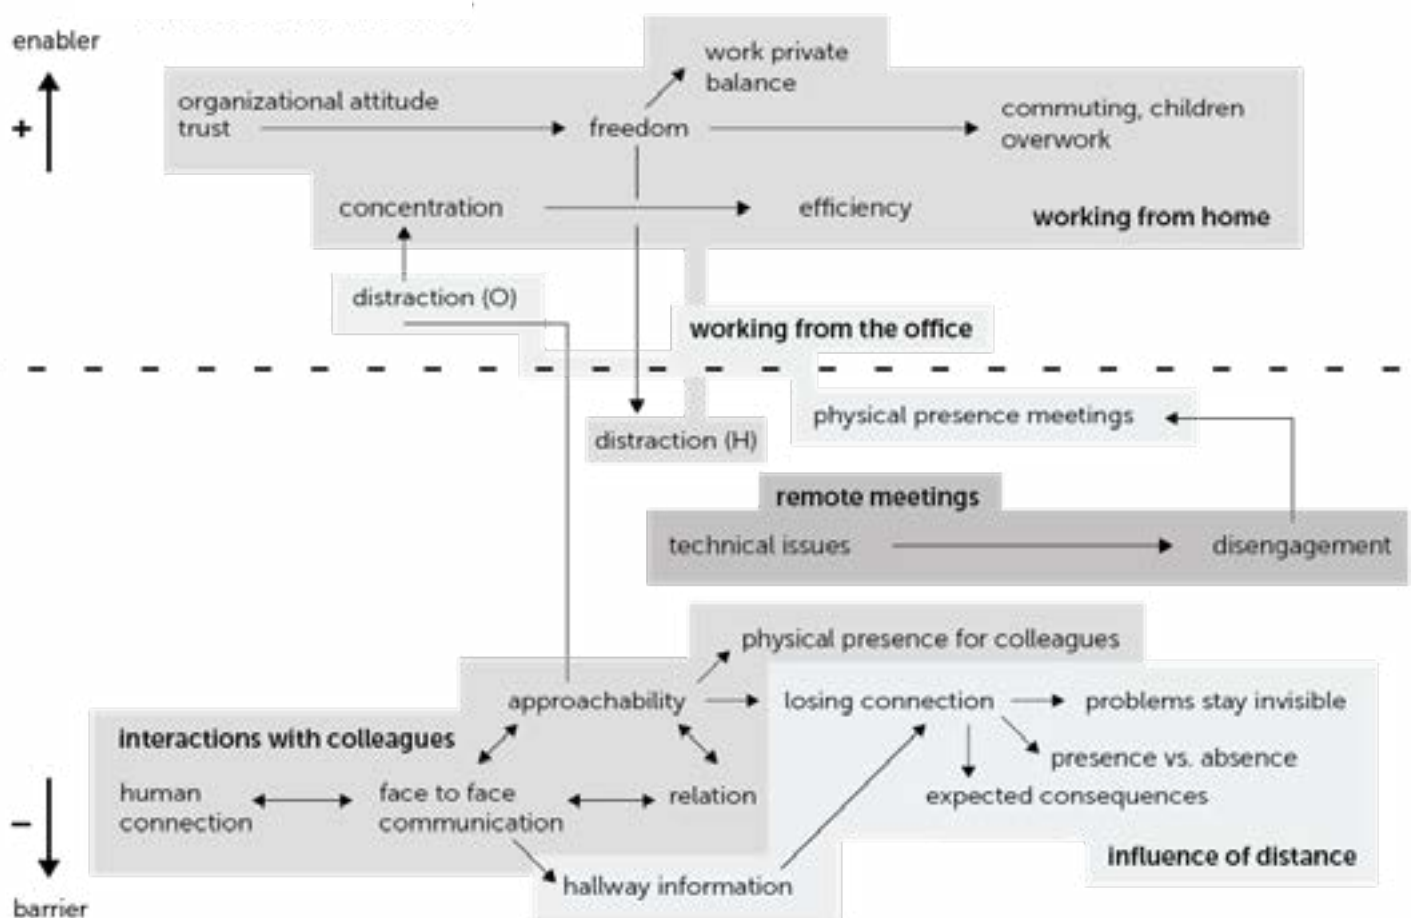 enabler
+
work private
balance
organizational attitude
trust
freedom
commuting, children
overwork
concentration
efficiency
working from home
distraction (O)
working from the office
physical presence meetings
distraction (H)
remote meetings
technical issues
disengagement
physical presence for colleagues
approachability
losing connection
problems stay invisible
interactions with colleagues
presence vs. absence
human
connection
face to face
communication
relation
expected consequences
–
influence of distance
hallway information
barrier